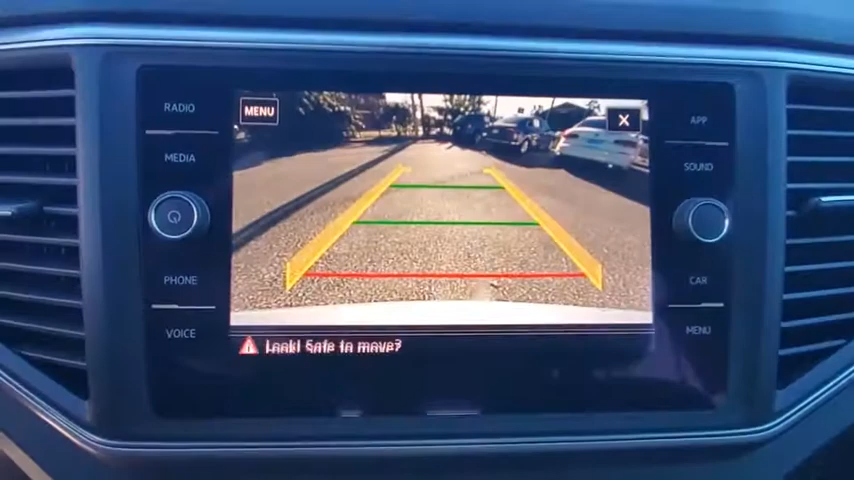 RADIO
MEDIA
PHONE
VOICE
MENU
X
Look! Safe to move?
APP
SOUND
CAR
MENU